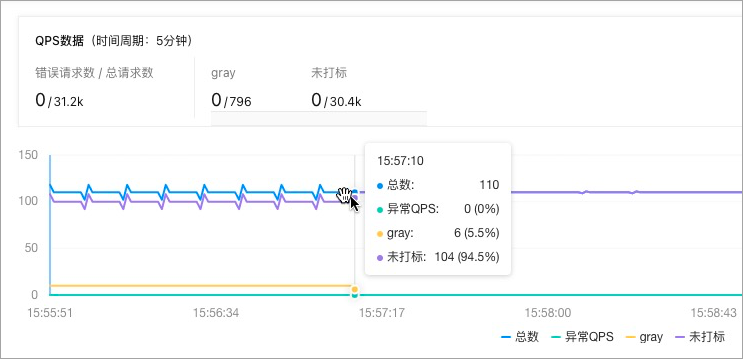 QPS数据（时间周期：5分钟）
错误请求数 / 总请求数 gray 未打标
0/31.2k 0/796 0/30.4k
150
100
50
0
15:57:10
总数: 110
异常QPS: 0 (0%)
gray: 6 (5.5%)
未打标: 104 (94.5%)
15:55:51 15:56:34 15:57:17 15:58:00 15:58:43
总数 异常QPS gray 未打标